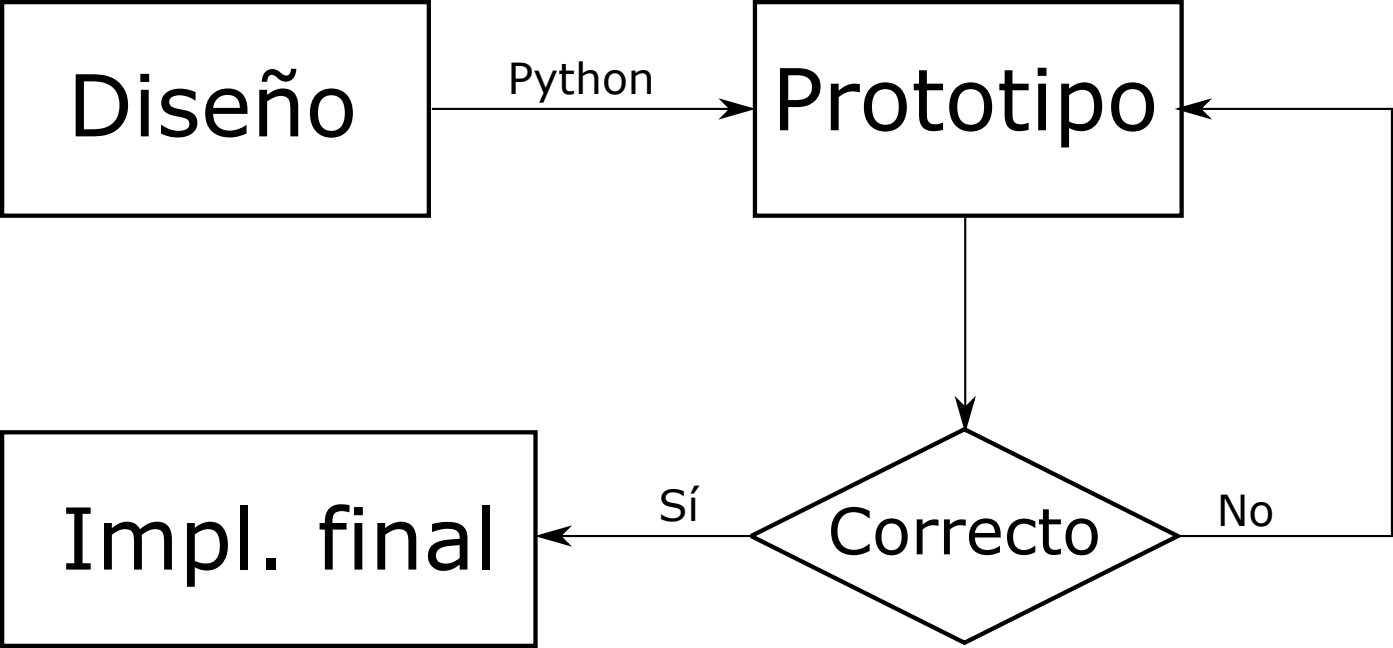 Diseño
Python
Prototipo
Impl. final
Sí
Correcto
No